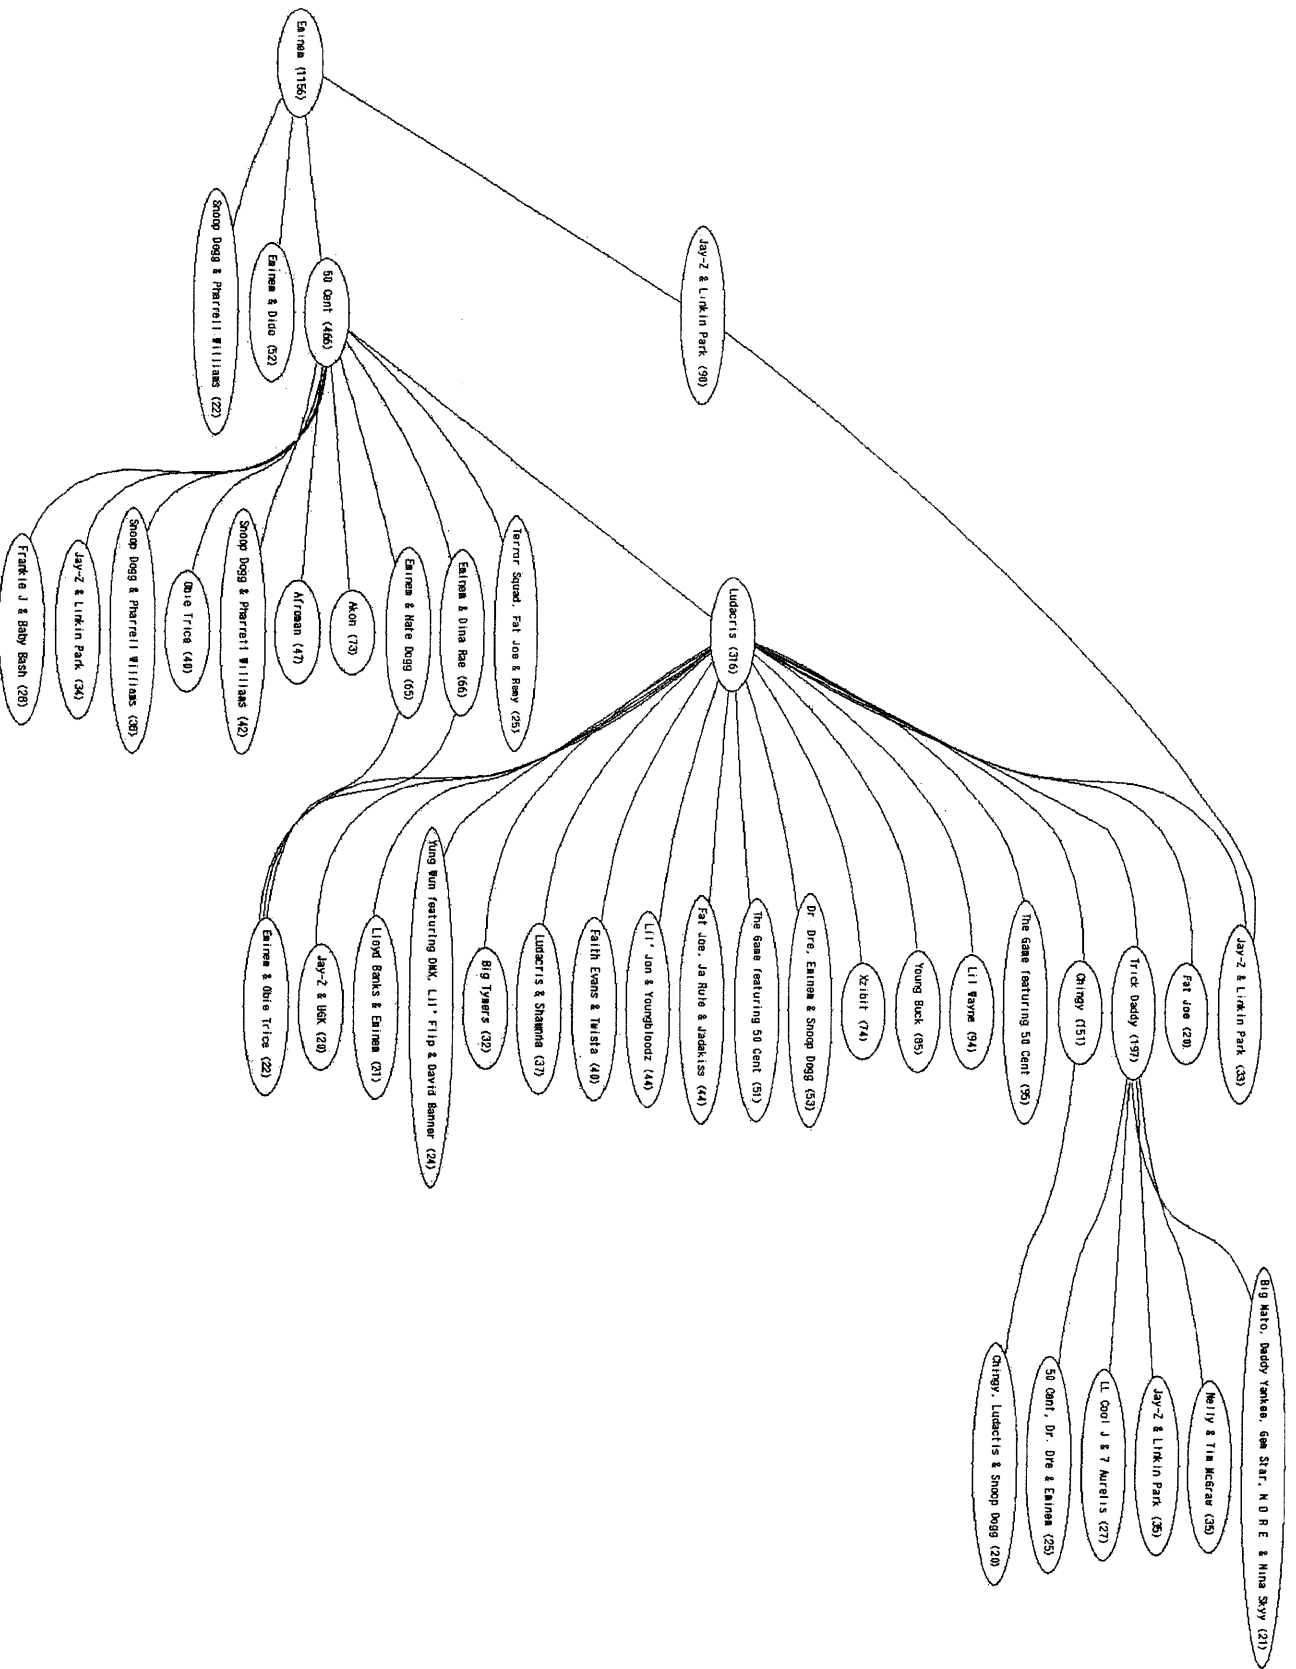 Eminem (1156)
Jay-Z & Linkin Park (90)
50 Cent (466)
Eminem & Dido (52)
Snoop Dogg & Pharrell Williams (22)
Ludacris (316)
Terror Squad, Fat Joe & Remy (25)
Eminem & Dina Rae (66)
Eminem & Nate Dogg (65)
Akon (73)
Afroman (47)
Snoop Dogg & Pharrell Williams (42)
Obie Trice (40)
Snoop Dogg & Pharrell Williams (36)
Jay-Z & Linkin Park (34)
Frankie J & Baby Bash (28)
Jay-Z & Linkin Park (33)
Fat Joe (20)
Trick Daddy (197)
Chingy (151)
The Game featuring 50 Cent (95)
Lil Wayne (94)
Young Buck (85)
Xzibit (74)
Dr Dre, Eminem & Snoop Dogg (53)
The Game featuring 50 Cent (51)
Fat Joe, Ja Rule & Jadakiss (44)
Lil' Jon & Youngbloodz (44)
Faith Evans & Twista (40)
Ludacris & Shawnna (37)
Big Tymers (32)
Yung Wun featuring DMX, Lil' Flip & David Banner (24)
Lloyd Banks & Eminem (21)
Jay-Z & UGK (20)
Eminem & Obie Trice (22)
Big Mato, Daddy Yankee, Gem Star, N O R E & Nina Skyy (21)
Nelly & Tim McGraw (35)
Jay-Z & Linkin Park (35)
LL Cool J & 7 Aurelis (27)
50 Cent, Dr. Dre & Eminem (25)
Chingy, Ludactis & Snoop Dogg (20)